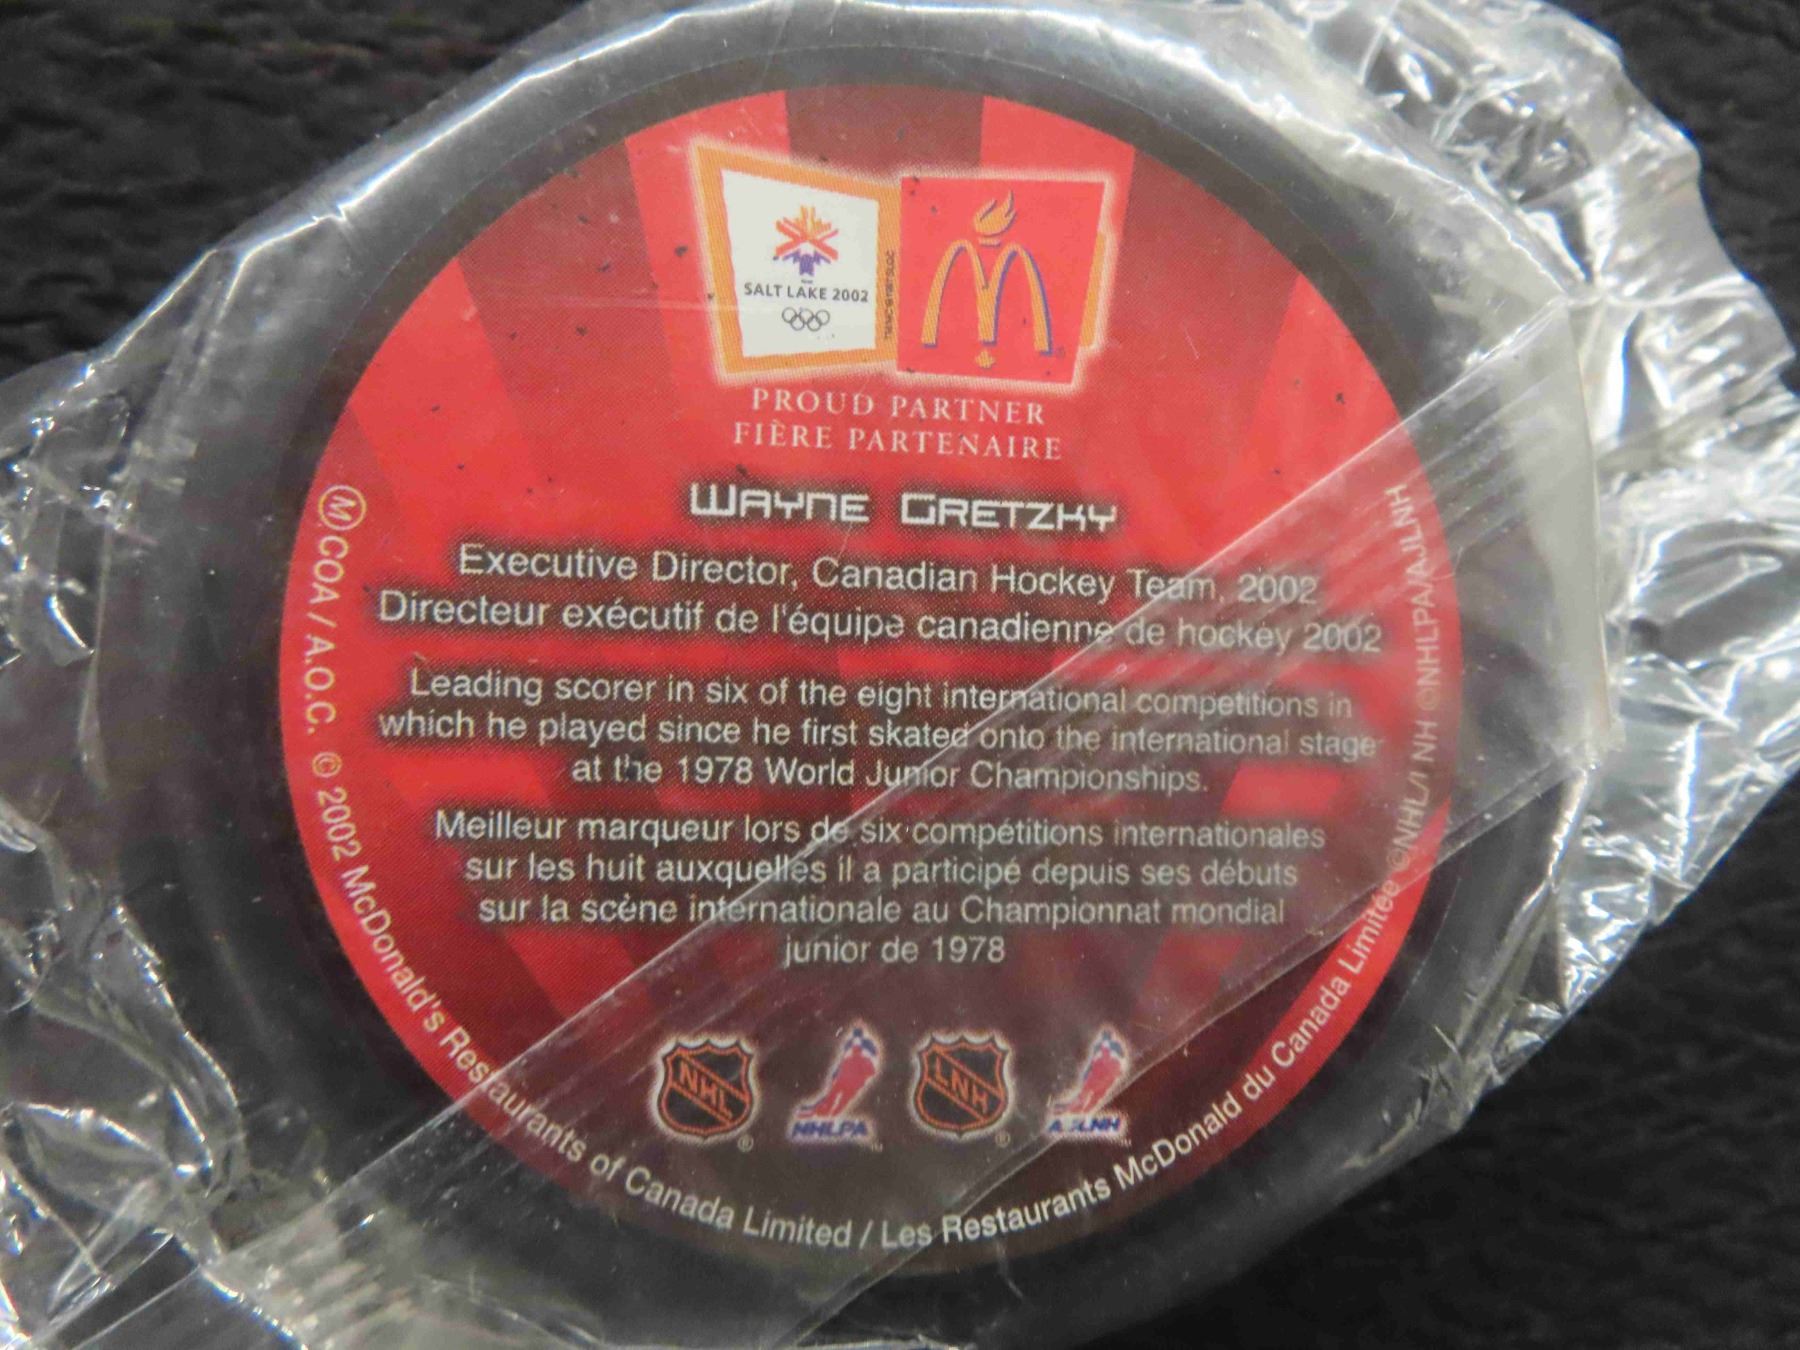 SALT LAKE 2002
PROUD PARTNER
FIÈRE PARTENAIRE
WAYNE GRETZKY
Executive Director, Canadian Hockey Team, 2002
Directeur exécutif de l'équipe canadienne de hockey 2002
Leading scorer in six of the eight international competitions in
which he played since he first skated onto the international stage
at the 1978 World Junior Championships.
Meilleur marqueur lors de six compétitions internationales
sur les huit auxquelles il a participé depuis ses débuts
sur la scène internationale au Championnat mondial
junior de 1978
NHL ®
NHLPA ™
LNH ®
AJLNH
Ⓜ COA / A.O.C. © 2002 McDonald's Restaurants of Canada Limited / Les Restaurants McDonald du Canada Limitée ©NHL/LNH ©NHLPA/AJLNH